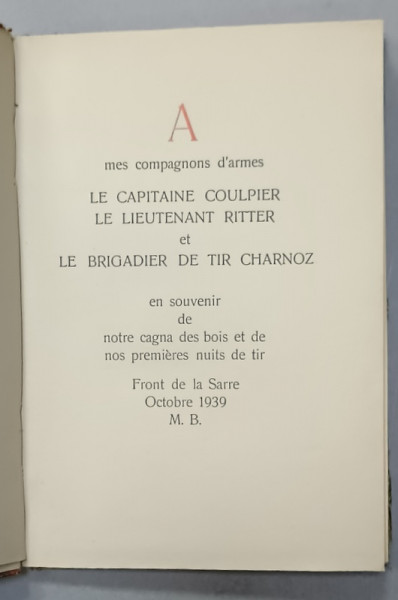 A
mes compagnons d'armes
LE CAPITAINE COULPIER
LE LIEUTENANT RITTER
et
LE BRIGADIER DE TIR CHARNOZ
en souvenir
de
notre cagna des bois et de
nos premières nuits de tir
Front de la Sarre
Octobre 1939
M. B.